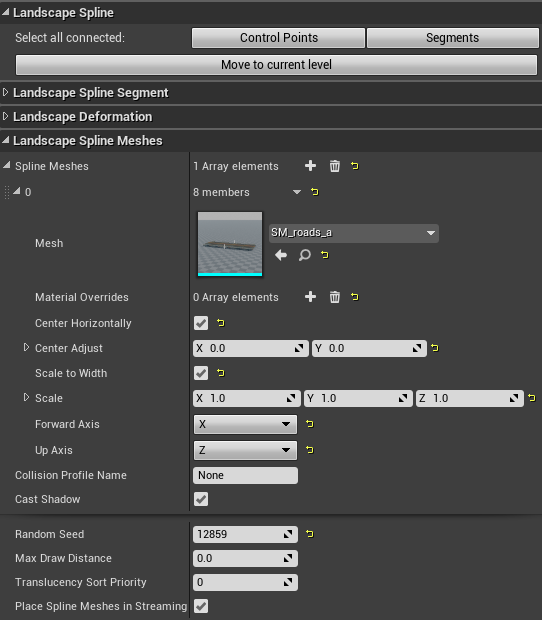 Landscape Spline
Select all connected: Control Points Segments
Move to current level
Landscape Spline Segment
Landscape Deformation
Landscape Spline Meshes
Spline Meshes 1 Array elements
0 8 members
Mesh SM_roads_a
Material Overrides 0 Array elements
Center Horizontally
Center Adjust X 0.0 Y 0.0
Scale to Width
Scale X 1.0 Y 1.0 Z 1.0
Forward Axis X
Up Axis Z
Collision Profile Name None
Cast Shadow
Random Seed 12859
Max Draw Distance 0.0
Translucency Sort Priority 0
Place Spline Meshes in Streaming